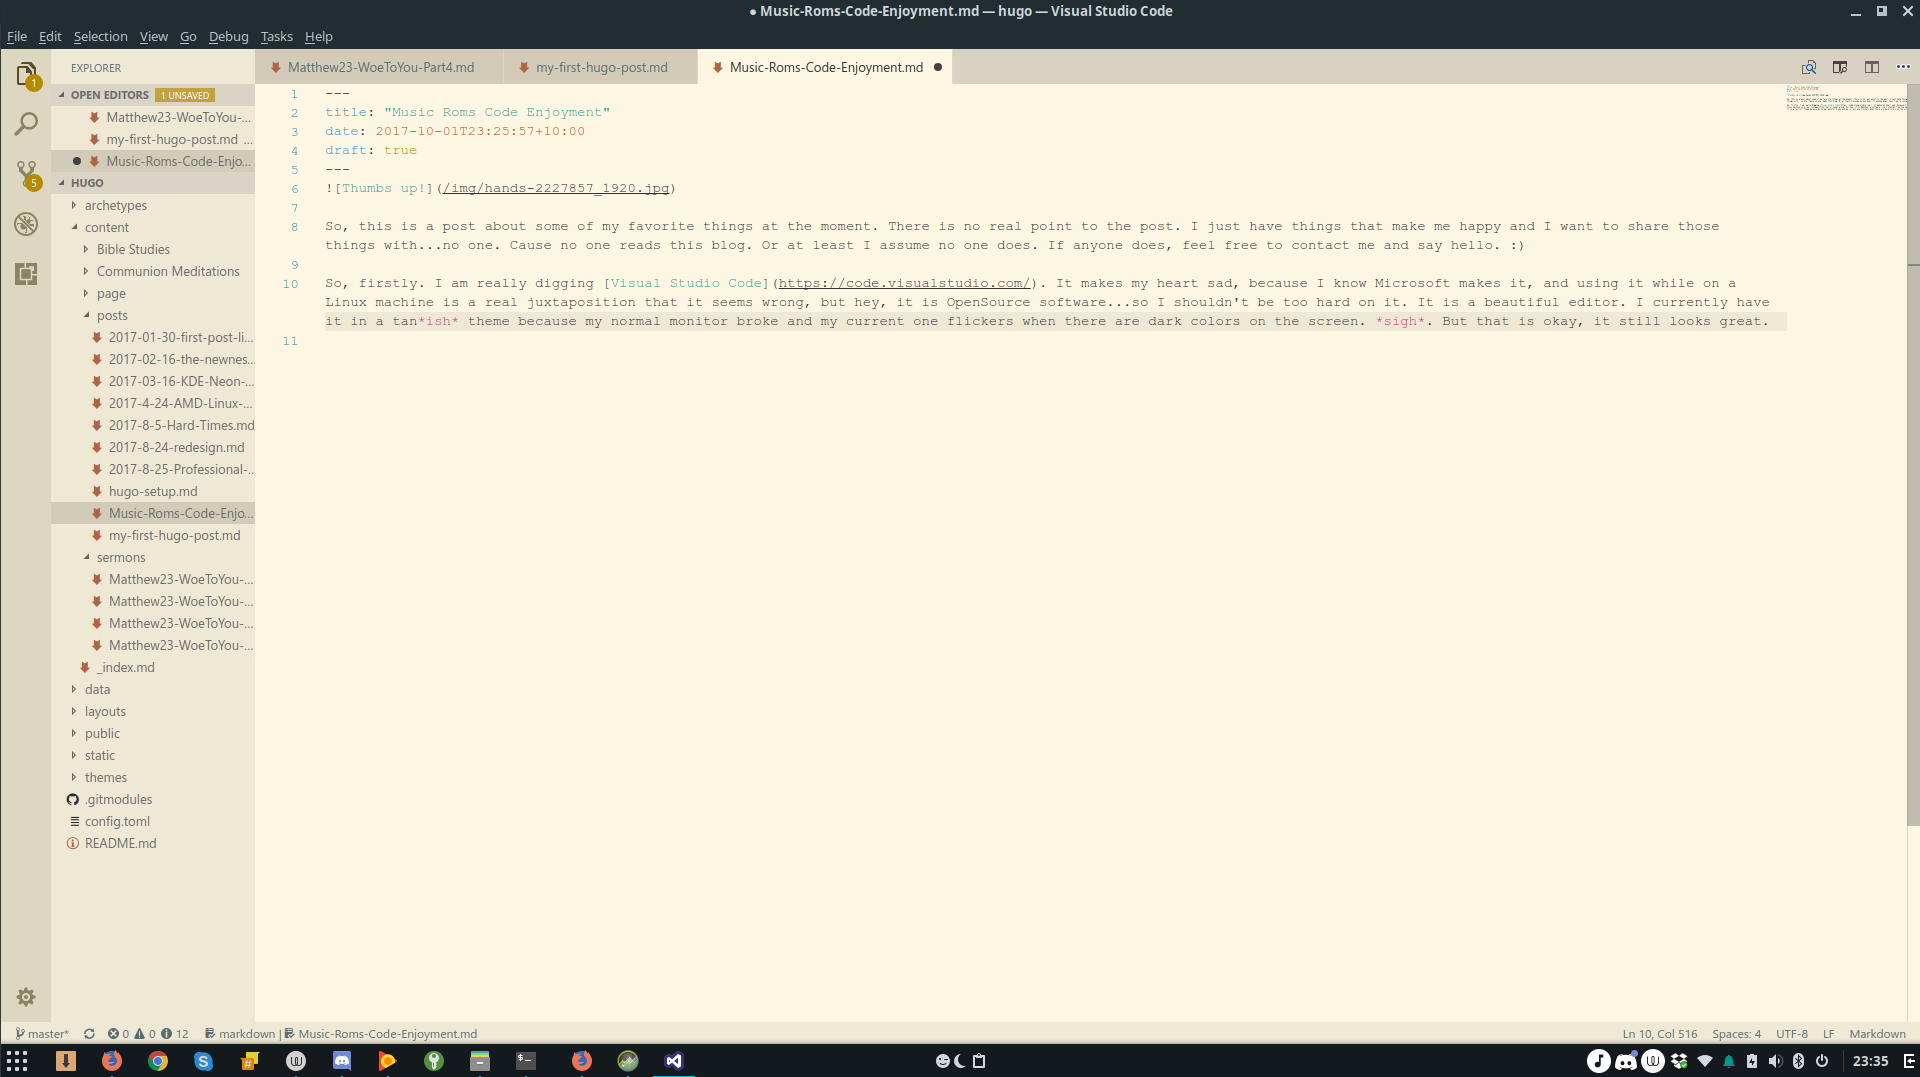 ● Music-Roms-Code-Enjoyment.md — hugo — Visual Studio Code
File Edit Selection View Go Debug Tasks Help
1
5
EXPLORER
OPEN EDITORS 1 UNSAVED
Matthew23-WoeToYou-...
my-first-hugo-post.md ...
Music-Roms-Code-Enjo...
HUGO
archetypes
content
Bible Studies
Communion Meditations
page
posts
2017-01-30-first-post-li...
2017-02-16-the-newnes...
2017-03-16-KDE-Neon-...
2017-4-24-AMD-Linux-...
2017-8-5-Hard-Times.md
2017-8-24-redesign.md
2017-8-25-Professional-..
hugo-setup.md
Music-Roms-Code-Enjo...
my-first-hugo-post.md
sermons
Matthew23-WoeToYou-...
Matthew23-WoeToYou-...
Matthew23-WoeToYou-...
Matthew23-WoeToYou-...
_index.md
data
layouts
public
static
themes
.gitmodules
config.toml
README.md
Matthew23-WoeToYou-Part4.md my-first-hugo-post.md Music-Roms-Code-Enjoyment.md
1 ---
2 title: "Music Roms Code Enjoyment"
3 date: 2017-10-01T23:25:57+10:00
4 draft: true
5 ---
6 ![Thumbs up!](/img/hands-2227857_1920.jpg)
7
8 So, this is a post about some of my favorite things at the moment. There is no real point to the post. I just have things that make me happy and I want to share those
things with...no one. Cause no one reads this blog. Or at least I assume no one does. If anyone does, feel free to contact me and say hello. :)
9
10 So, firstly. I am really digging [Visual Studio Code](https://code.visualstudio.com/). It makes my heart sad, because I know Microsoft makes it, and using it while on a
Linux machine is a real juxtaposition that it seems wrong, but hey, it is OpenSource software...so I shouldn't be too hard on it. It is a beautiful editor. I currently have
it in a tan*ish* theme because my normal monitor broke and my current one flickers when there are dark colors on the screen. *sigh*. But that is okay, it still looks great.
11
master* 0 0 12 markdown | Music-Roms-Code-Enjoyment.md Ln 10, Col 516 Spaces: 4 UTF-8 LF Markdown
23:35